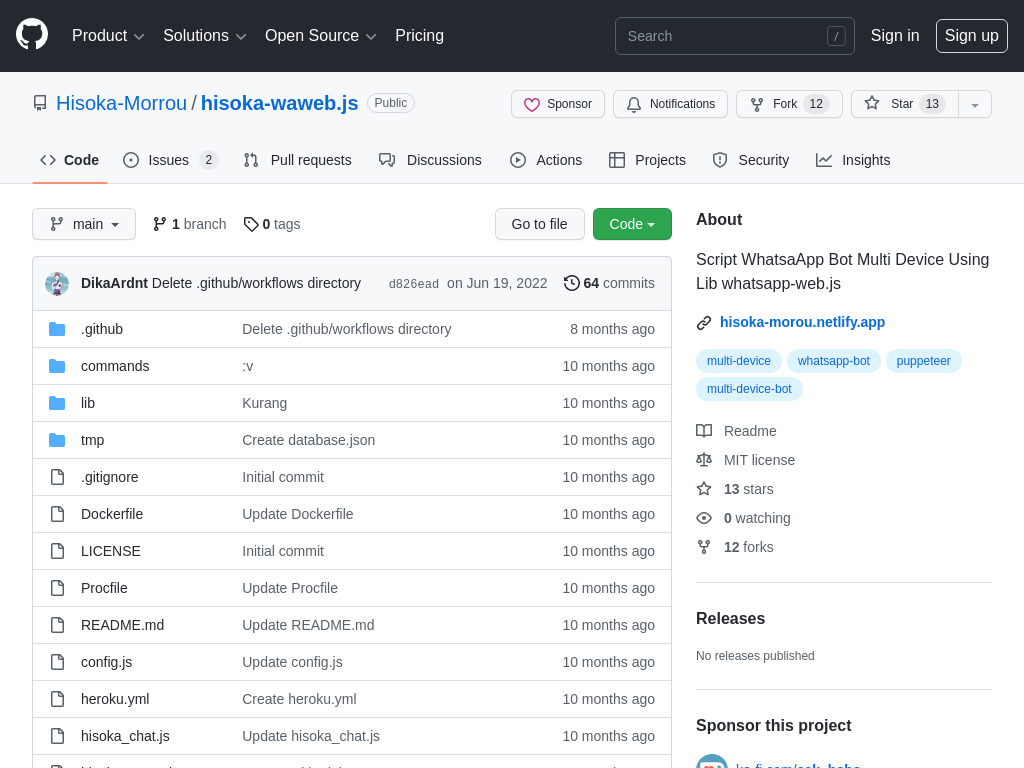 Product Solutions Open Source Pricing Search / Sign in Sign up
Hisoka-Morrou / hisoka-waweb.js Public Sponsor Notifications Fork 12 Star 13
Code Issues 2 Pull requests Discussions Actions Projects Security Insights
main 1 branch 0 tags Go to file Code
DikaArdnt Delete .github/workflows directory d826ead on Jun 19, 2022 64 commits
.github Delete .github/workflows directory 8 months ago
commands :v 10 months ago
lib Kurang 10 months ago
tmp Create database.json 10 months ago
.gitignore Initial commit 10 months ago
Dockerfile Update Dockerfile 10 months ago
LICENSE Initial commit 10 months ago
Procfile Update Procfile 10 months ago
README.md Update README.md 10 months ago
config.js Update config.js 10 months ago
heroku.yml Create heroku.yml 10 months ago
hisoka_chat.js Update hisoka_chat.js 10 months ago
About
Script WhatsaApp Bot Multi Device Using
Lib whatsapp-web.js
hisoka-morou.netlify.app
multi-device whatsapp-bot puppeteer
multi-device-bot
Readme
MIT license
13 stars
0 watching
12 forks
Releases
No releases published
Sponsor this project